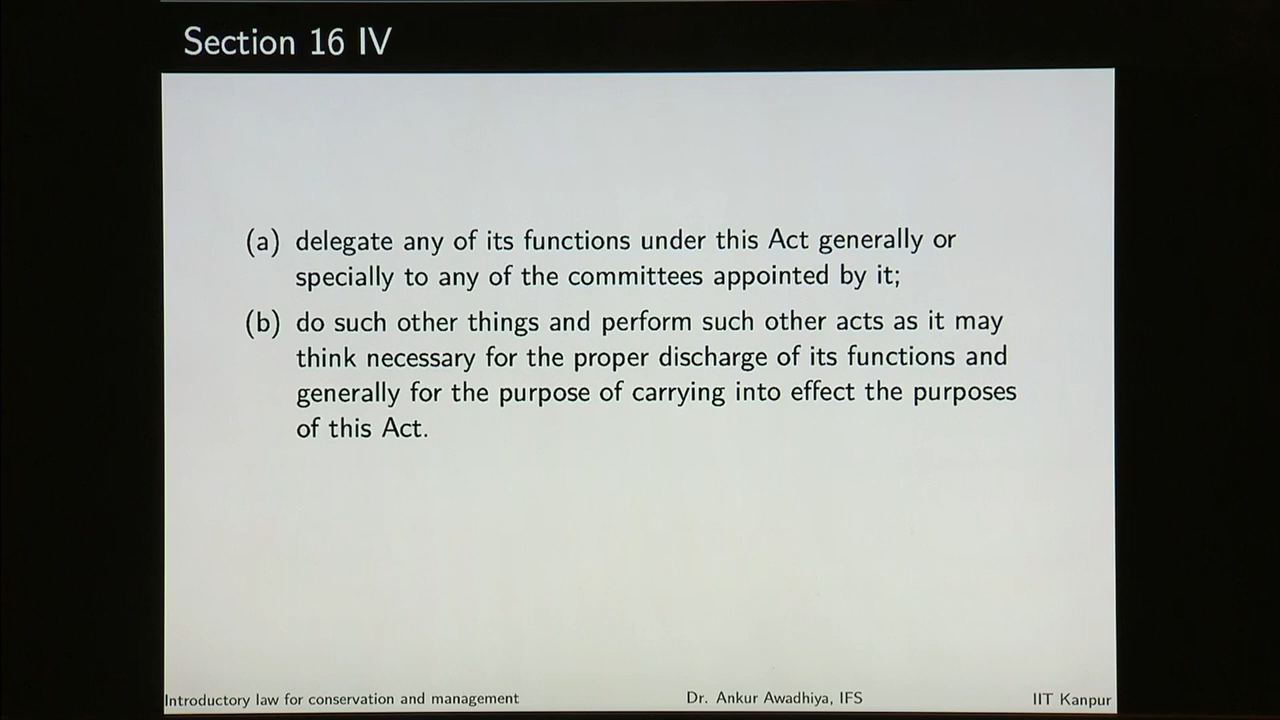 Section 16 IV
(a) delegate any of its functions under this Act generally or
specially to any of the committees appointed by it;
(b) do such other things and perform such other acts as it may
think necessary for the proper discharge of its functions and
generally for the purpose of carrying into effect the purposes
of this Act.
Introductory law for conservation and management Dr. Ankur Awadhiya, IFS IIT Kanpur